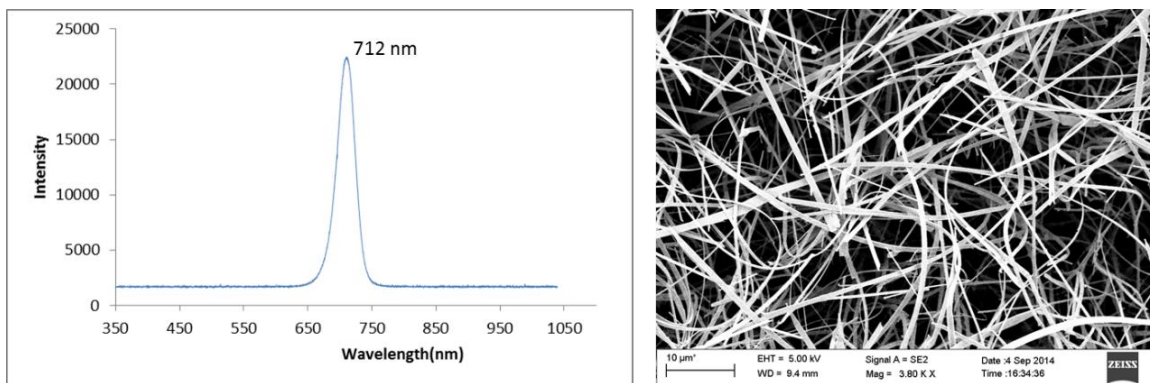 25000
20000
15000
10000
5000
0
Intensity
712 nm
350 450 550 650 750 850 950 1050
Wavelength(nm)
10 µm*
EHT = 5.00 kV
WD = 9.4 mm
Signal A = SE2
Mag = 3.80 K X
Date :4 Sep 2014
Time :16:34:36
ZEISS